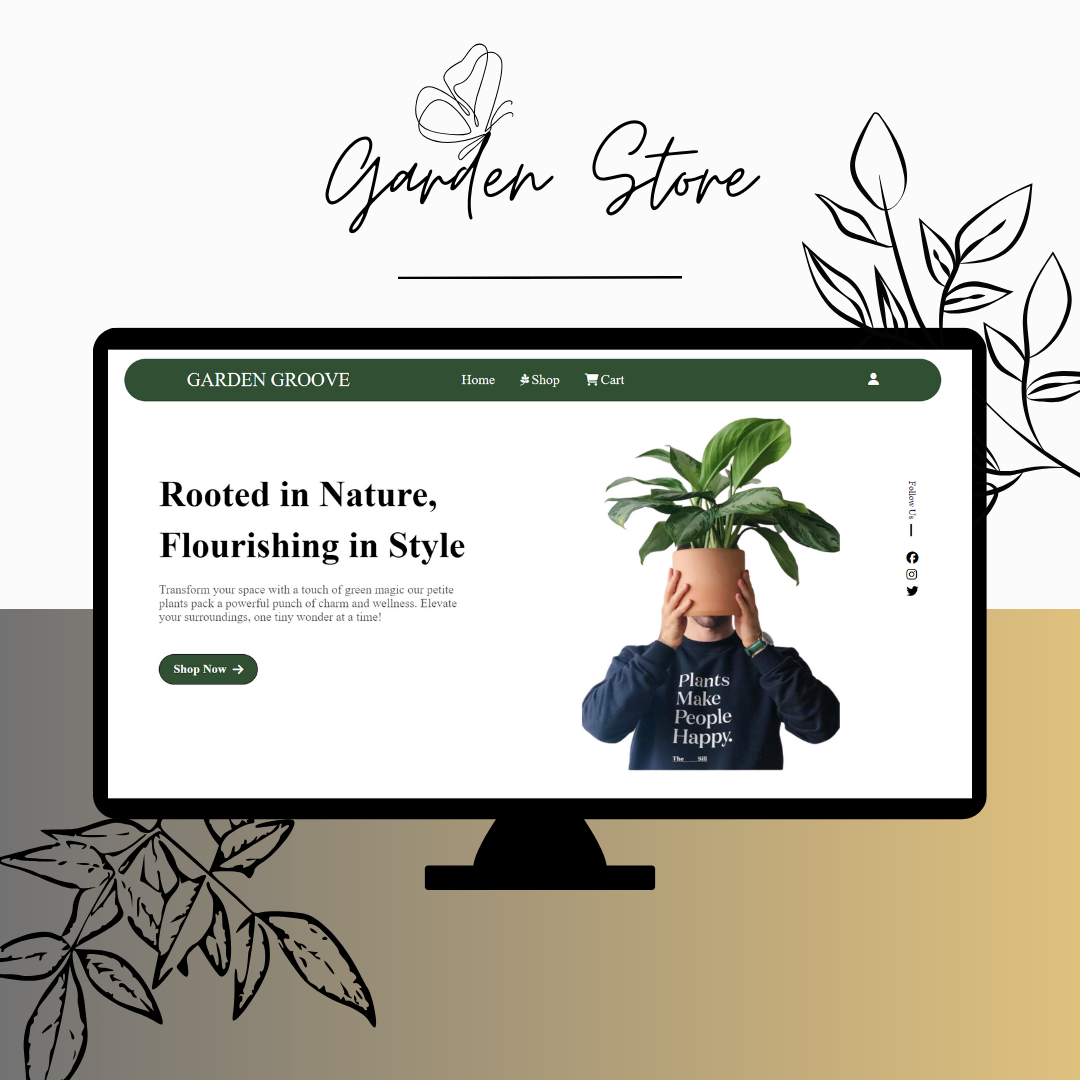 Garden Store
GARDEN GROOVE
Home
Shop
Cart
Rooted in Nature,
Flourishing in Style
Transform your space with a touch of green magic our petite
plants pack a powerful punch of charm and wellness. Elevate
your surroundings, one tiny wonder at a time!
Shop Now
Plants
Make
People
Happy.
The Sill
Follow Us